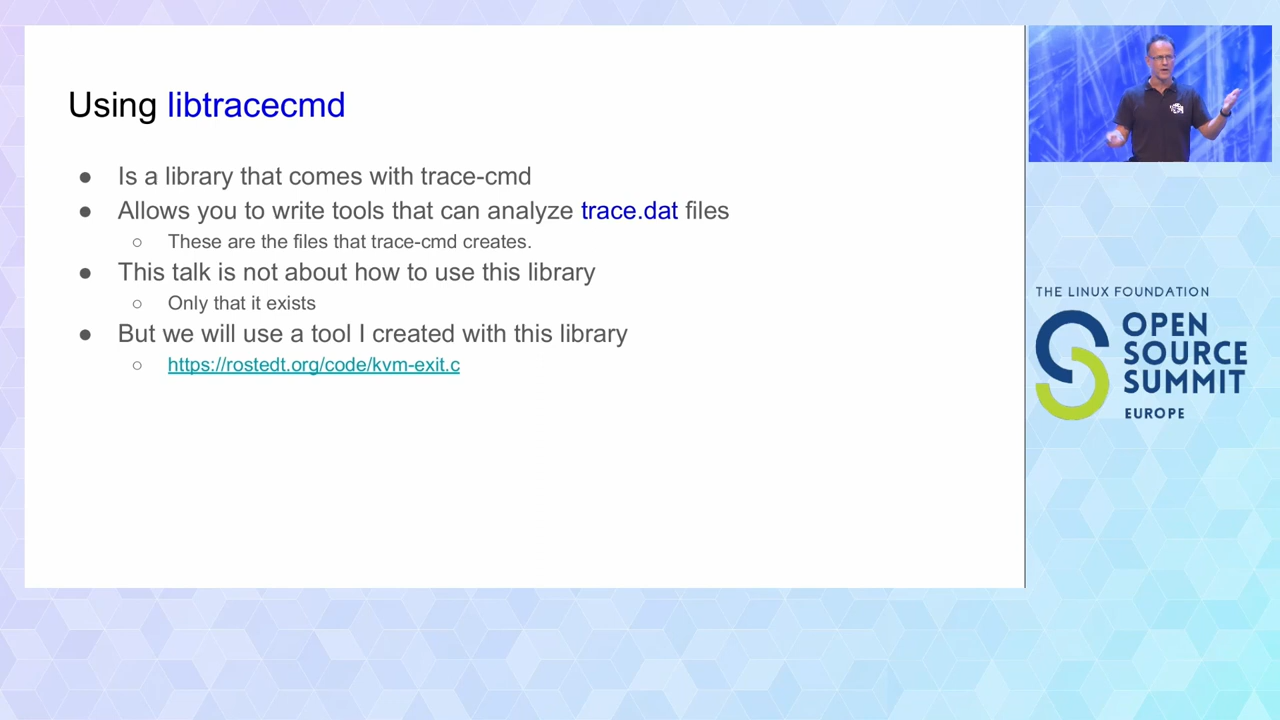 Using libtracecmd
● Is a library that comes with trace-cmd
● Allows you to write tools that can analyze trace.dat files
○ These are the files that trace-cmd creates.
● This talk is not about how to use this library
○ Only that it exists
● But we will use a tool I created with this library
○ https://rostedt.org/code/kvm-exit.c
THE LINUX FOUNDATION
OPEN
SOURCE
SUMMIT
EUROPE